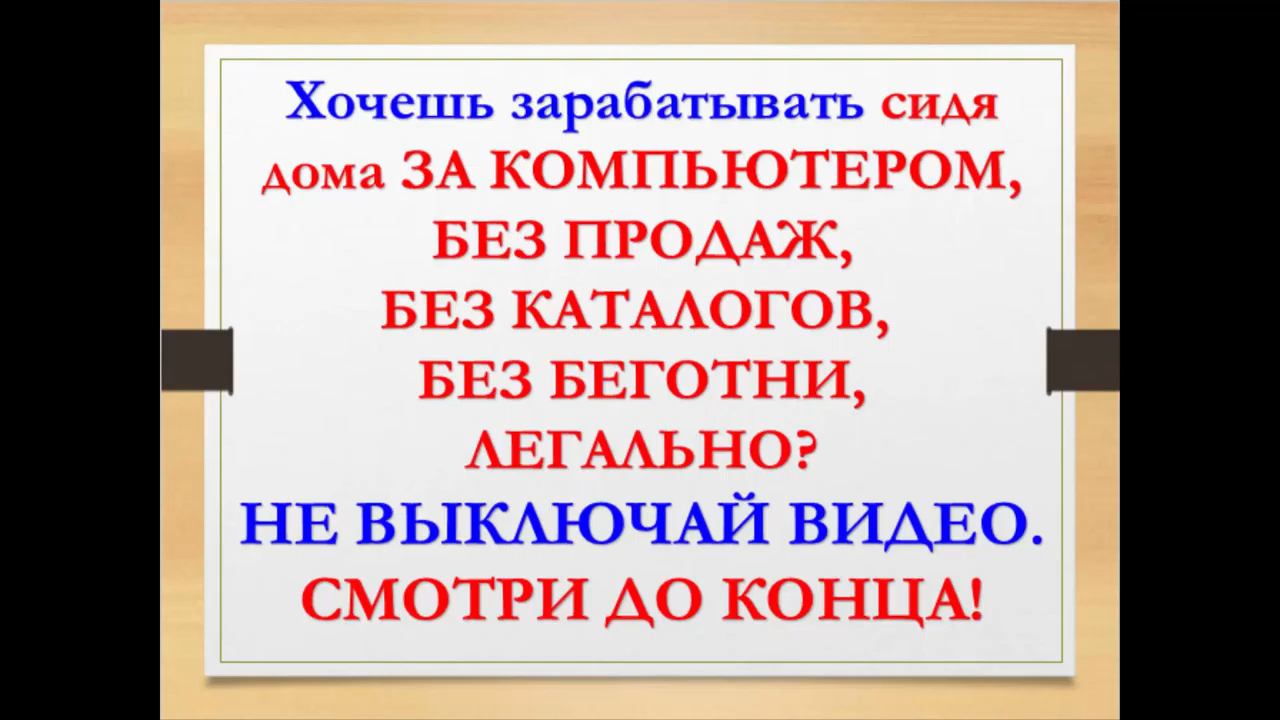 Хочешь зарабатывать сидя
дома ЗА КОМПЬЮТЕРОМ,
БЕЗ ПРОДАЖ,
БЕЗ КАТАЛОГОВ,
БЕЗ БЕГОТНИ,
ЛЕГАЛЬНО?
НЕ ВЫКЛЮЧАЙ ВИДЕО.
СМОТРИ ДО КОНЦА!